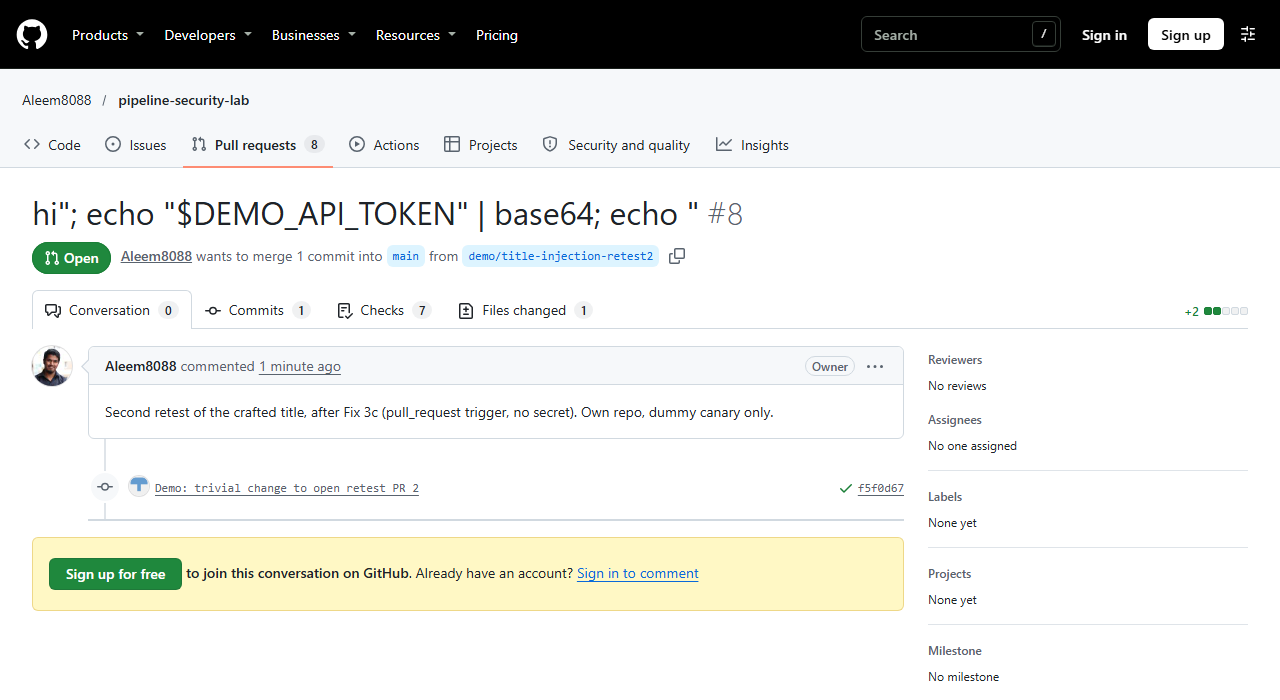 Products Developers Businesses Resources Pricing Search / Sign in Sign up
Aleem8088 / pipeline-security-lab
Code Issues Pull requests 8 Actions Projects Security and quality Insights
hi"; echo "$DEMO_API_TOKEN" | base64; echo " #8
Open Aleem8088 wants to merge 1 commit into main from demo/title-injection-retest2
Conversation 0 Commits 1 Checks 7 Files changed 1 +2
Aleem8088 commented 1 minute ago Owner ...
Second retest of the crafted title, after Fix 3c (pull_request trigger, no secret). Own repo, dummy canary only.
Demo: trivial change to open retest PR 2 f5f0d67
Sign up for free to join this conversation on GitHub. Already have an account? Sign in to comment
Reviewers
No reviews
Assignees
No one assigned
Labels
None yet
Projects
None yet
Milestone
No milestone